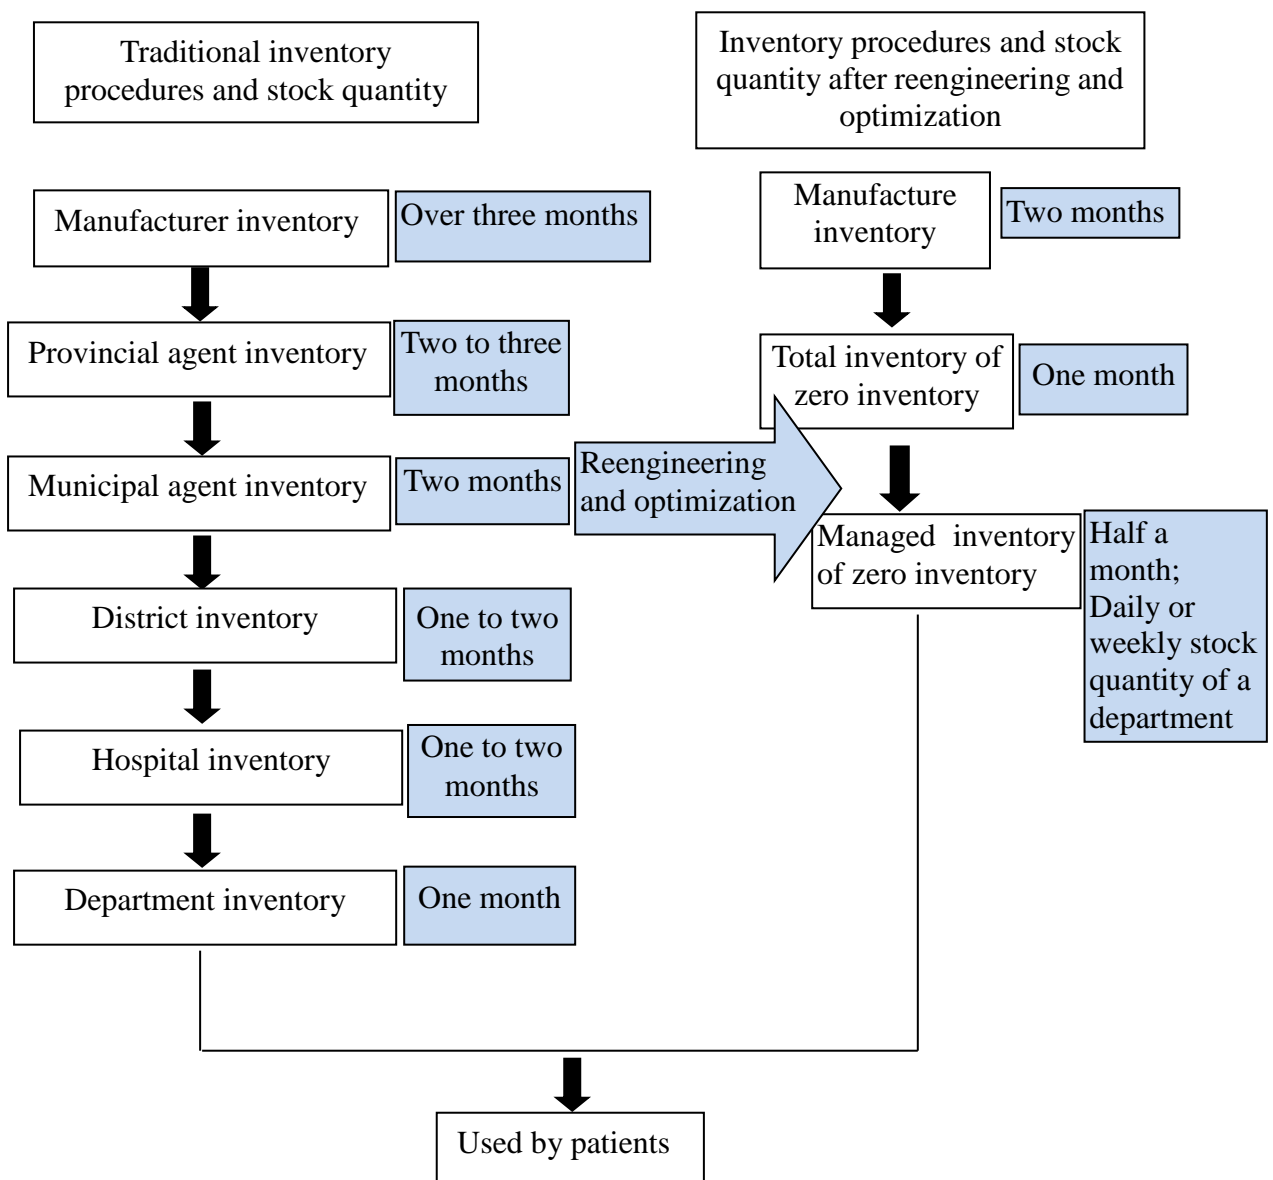 Traditional inventory
procedures and stock quantity
Inventory procedures and stock
quantity after reengineering and
optimization
Manufacturer inventory
Over three months
Provincial agent inventory
Two to three
months
Municipal agent inventory
Two months
District inventory
One to two
months
Hospital inventory
One to two
months
Department inventory
One month
Reengineering
and optimization
Manufacture
inventory
Two months
Total inventory of
zero inventory
One month
Managed inventory
of zero inventory
Half a
month;
Daily or
weekly stock
quantity of a
department
Used by patients